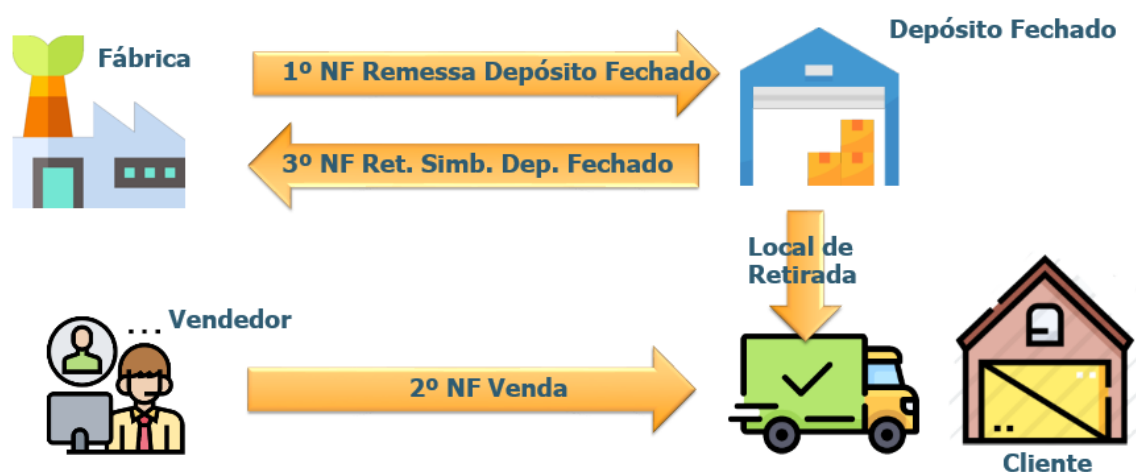 Fábrica
Depósito Fechado
1º NF Remessa Depósito Fechado
3º NF Ret. Simb. Dep. Fechado
Local de
Retirada
Vendedor
2º NF Venda
Cliente